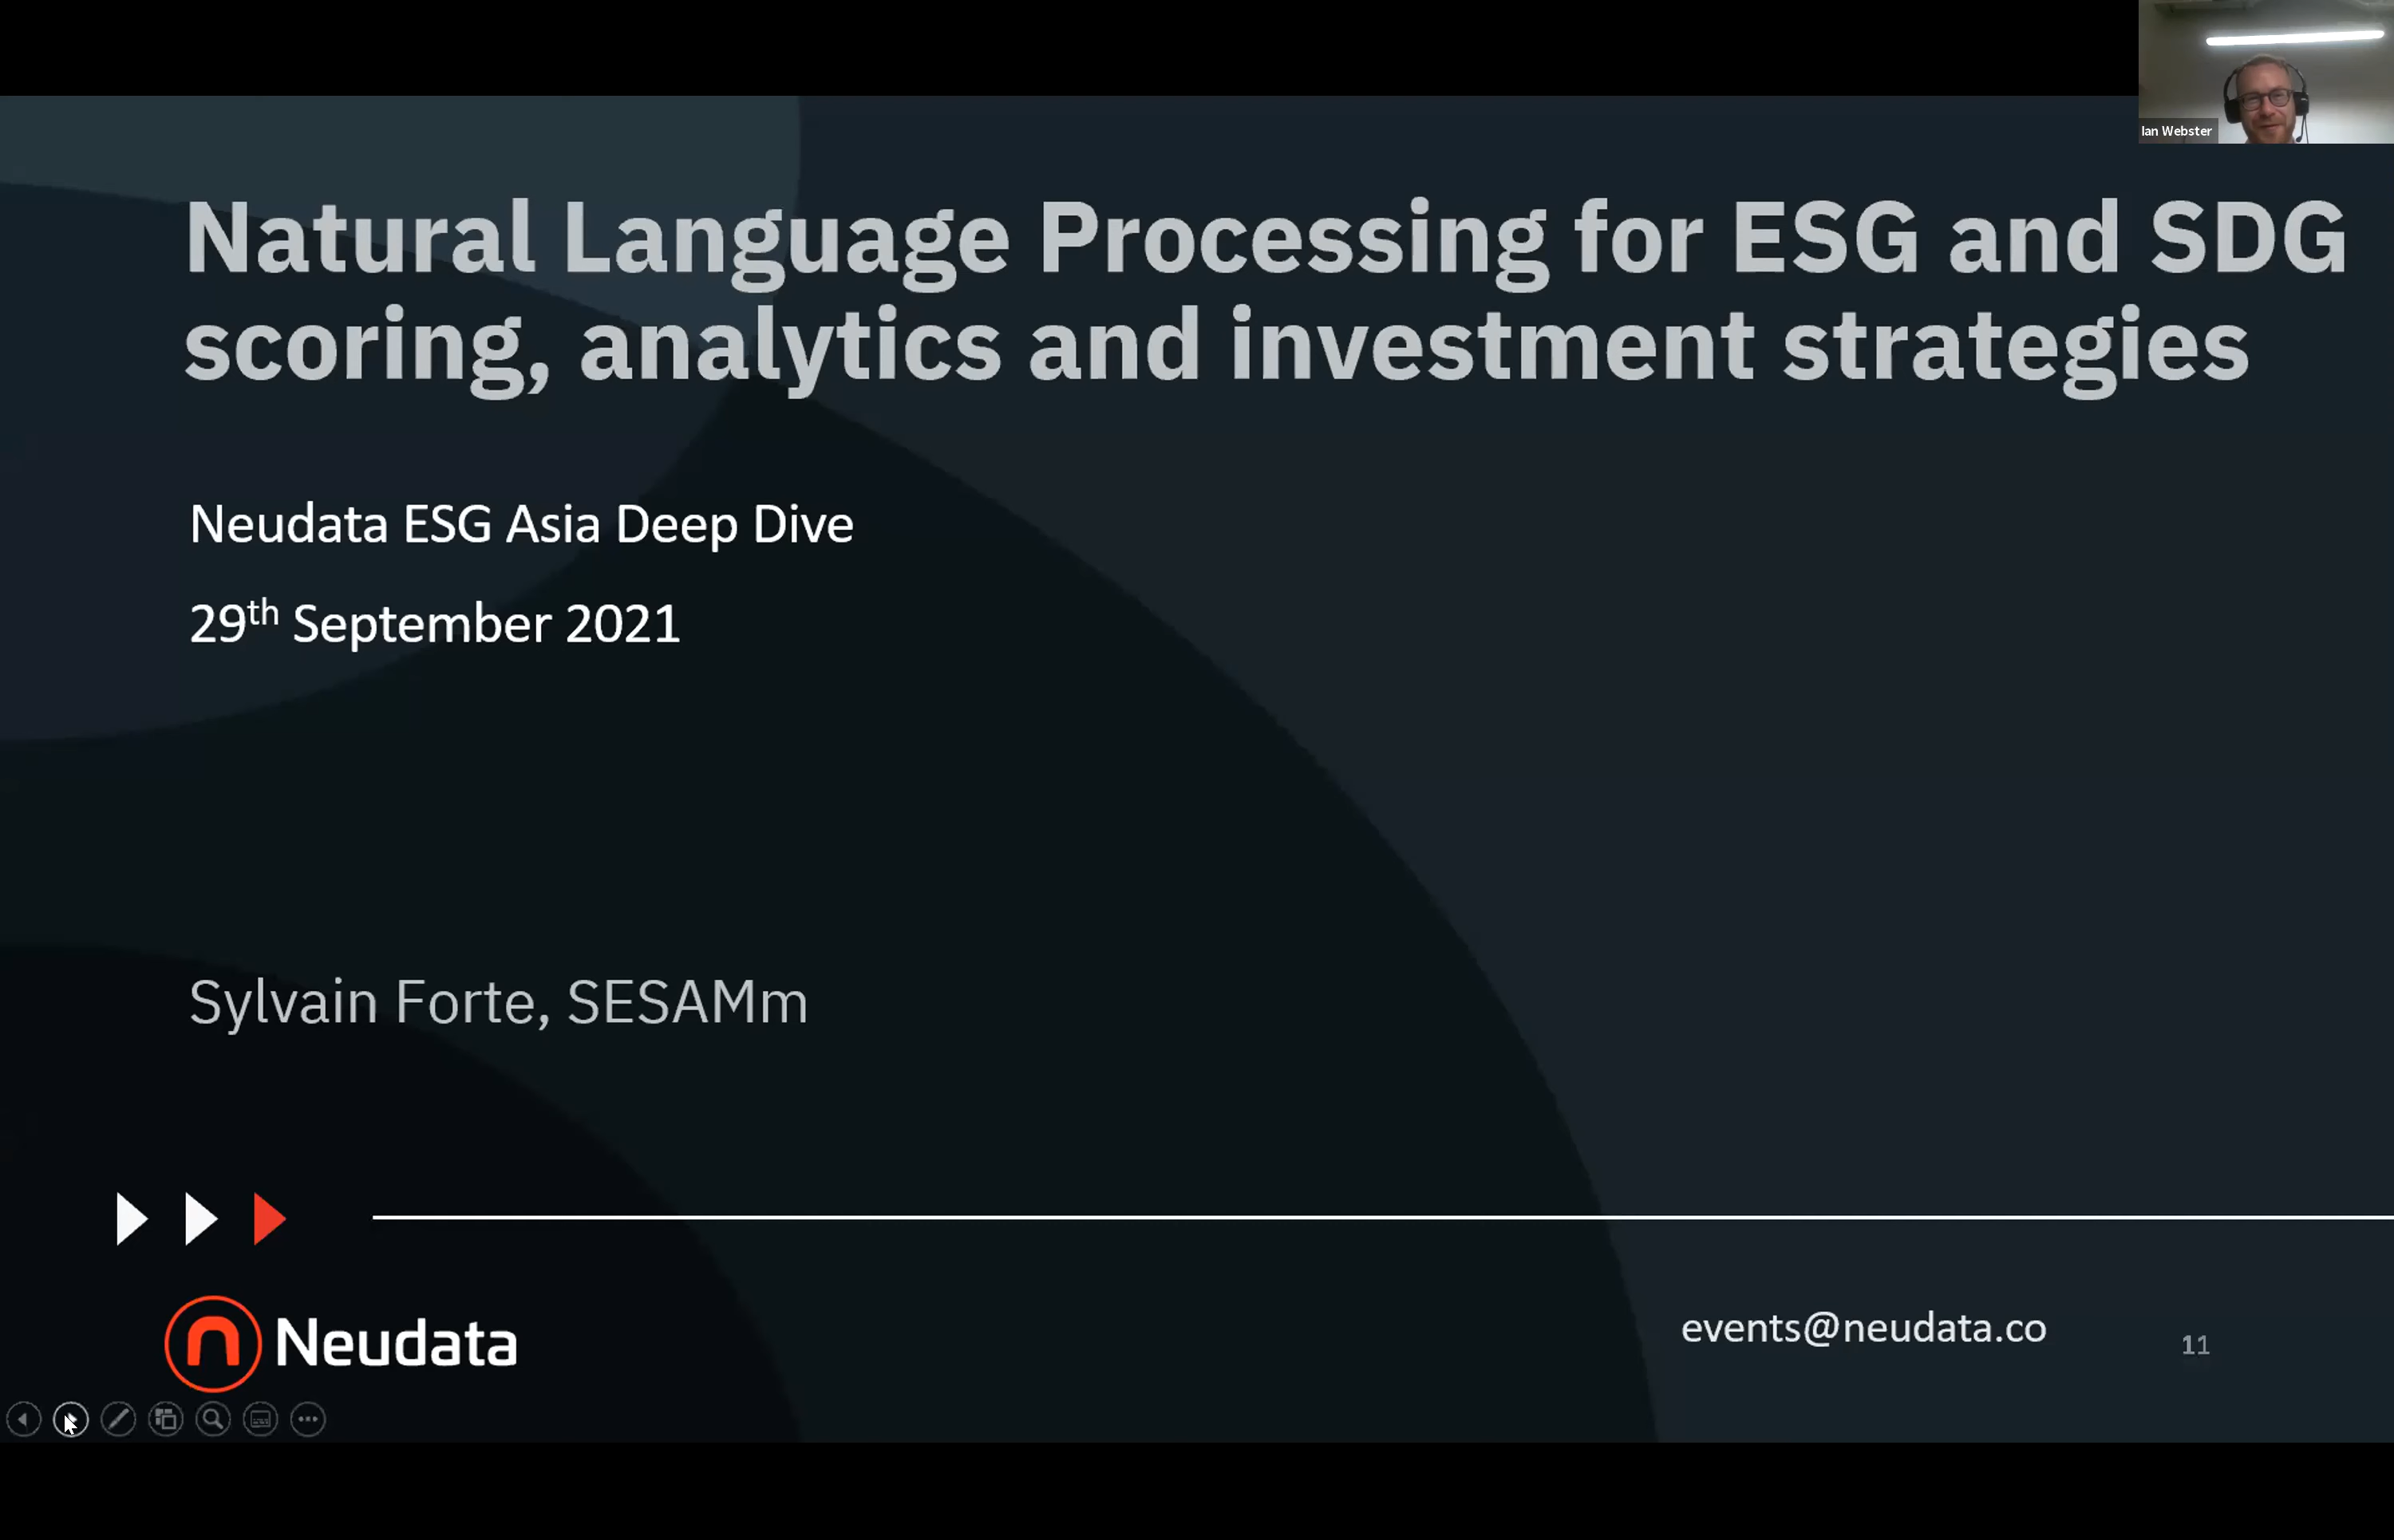 Ian Webster
Natural Language Processing for ESG and SDG
scoring, analytics and investment strategies
Neudata ESG Asia Deep Dive
29th September 2021
Sylvain Forte, SESAMm
Neudata
events@neudata.co
11